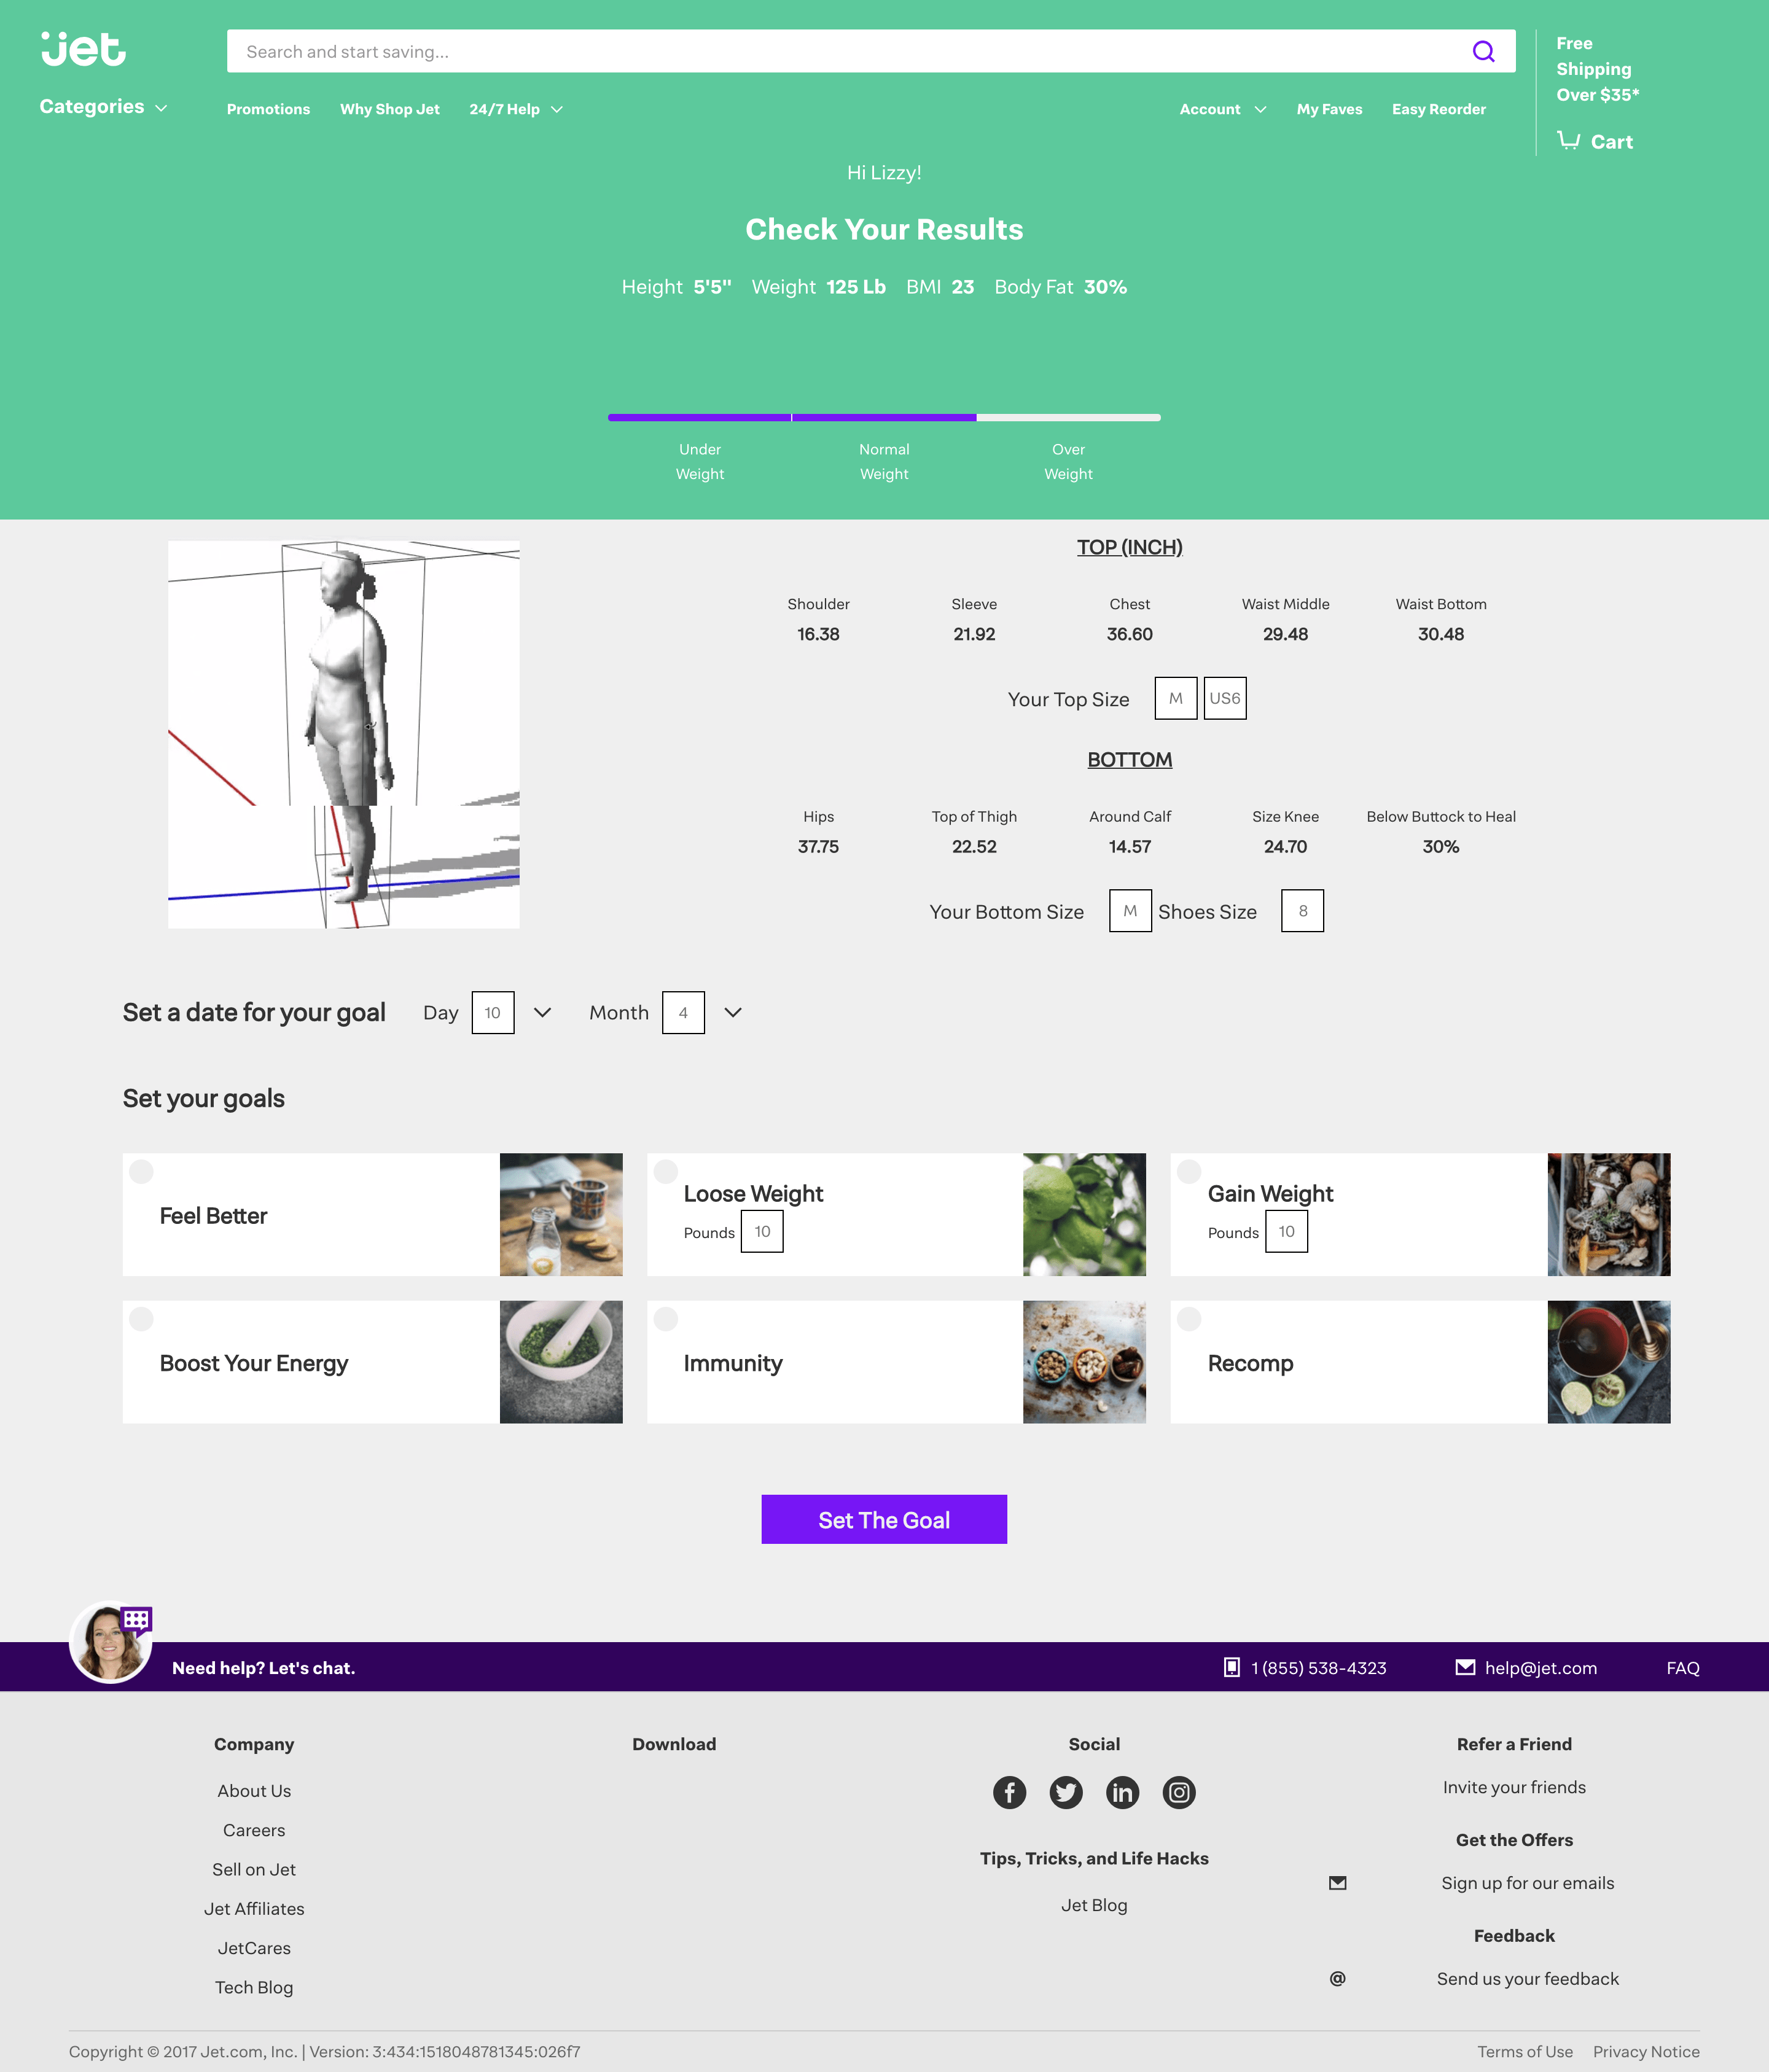 jet
Search and start saving...
Free
Shipping
Over $35*
Categories
Promotions Why Shop Jet 24/7 Help
Account My Faves Easy Reorder
Cart
Hi Lizzy!
Check Your Results
Height 5'5" Weight 125 Lb BMI 23 Body Fat 30%
Under Normal Over
Weight Weight Weight
TOP (INCH)
Shoulder Sleeve Chest Waist Middle Waist Bottom
16.38 21.92 36.60 29.48 30.48
Your Top Size M US6
BOTTOM
Hips Top of Thigh Around Calf Size Knee Below Buttock to Heal
37.75 22.52 14.57 24.70 30%
Your Bottom Size M Shoes Size 8
Set a date for your goal Day 10 Month 4
Set your goals
Feel Better
Loose Weight
Pounds 10
Gain Weight
Pounds 10
Boost Your Energy
Immunity
Recomp
Set The Goal
Need help? Let's chat.
1 (855) 538-4323 help@jet.com FAQ
Company
About Us
Careers
Sell on Jet
Jet Affiliates
JetCares
Tech Blog
Download
Social
Tips, Tricks, and Life Hacks
Jet Blog
Refer a Friend
Invite your friends
Get the Offers
Sign up for our emails
Feedback
@ Send us your feedback
Copyright © 2017 Jet.com, Inc. | Version: 3:434:1518048781345:026f7
Terms of Use Privacy Notice